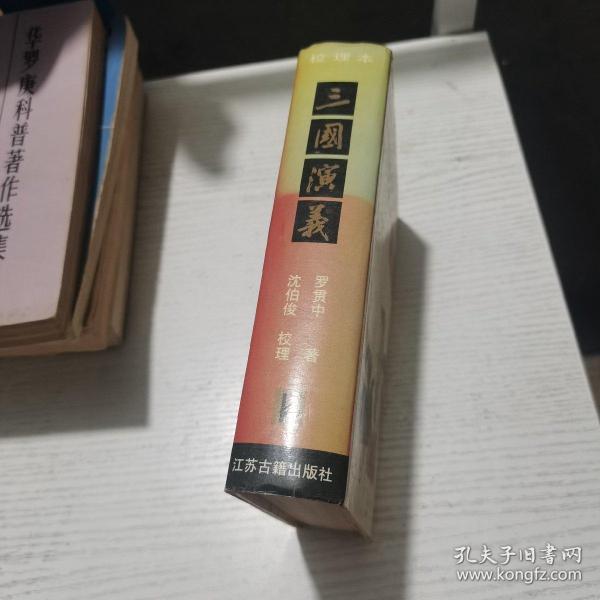 华罗庚科普著作选集
校理本
三國演義
罗贯中 著
沈伯俊 校理
江苏古籍出版社
孔夫子旧书网
www.kongfz.com